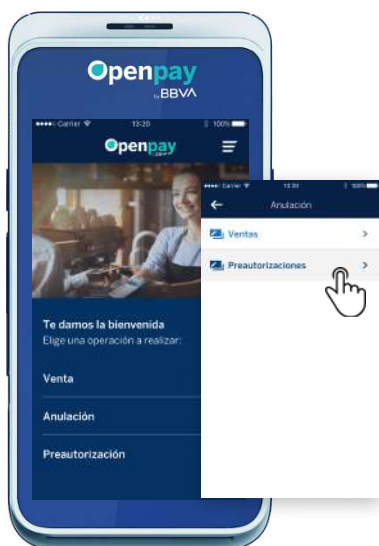 Openpay
by BBVA
Carrier 13:20 100%
Openpay
Te damos la bienvenida
Elige una operación a realizar:
Venta
Anulación
Preautorización
Carrier 13:20 100%
Anulación
Ventas
Preautorizaciones